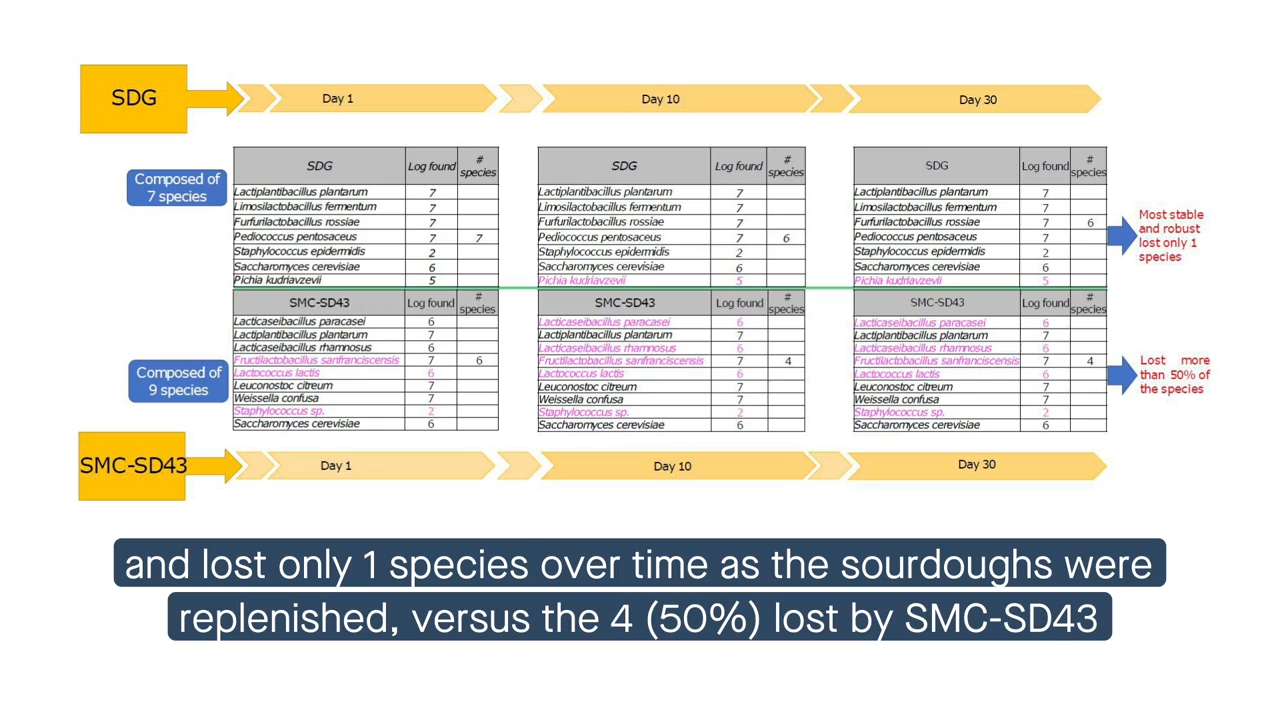 SDG
Day 1
Day 10
Day 30
Composed of
7 species
SDG Log found # species
Lactiplantibacillus plantarum 7
Limosilactobacillus fermentum 7
Furfurilactobacillus rossiae 7
Pediococcus pentosaceus 7 7
Staphylococcus epidermidis 2
Saccharomyces cerevisiae 6
Pichia kudriavzevii 5
SDG Log found # species
Lactiplantibacillus plantarum 7
Limosilactobacillus fermentum 7
Furfurilactobacillus rossiae 7
Pediococcus pentosaceus 7 6
Staphylococcus epidermidis 2
Saccharomyces cerevisiae 6
Pichia kudriavzevii 5
SDG Log found # species
Lactiplantibacillus plantarum 7
Limosilactobacillus fermentum 7
Furfurilactobacillus rossiae 7 6
Pediococcus pentosaceus 7
Staphylococcus epidermidis 2
Saccharomyces cerevisiae 6
Pichia kudriavzevii 5
Most stable
and robust
lost only 1
species
Composed of
9 species
SMC-SD43 Log found # species
Lacticaseibacillus paracasei 6
Lactiplantibacillus plantarum 7
Lacticaseibacillus rhamnosus 6
Fructilactobacillus sanfranciscensis 7 6
Lactococcus lactis 6
Leuconostoc citreum 7
Weissella confusa 7
Staphylococcus sp. 2
Saccharomyces cerevisiae 6
SMC-SD43 Log found # species
Lacticaseibacillus paracasei 6
Lactiplantibacillus plantarum 7
Lacticaseibacillus rhamnosus 6
Fructilactobacillus sanfranciscensis 7 4
Lactococcus lactis 6
Leuconostoc citreum 7
Weissella confusa 7
Staphylococcus sp. 2
Saccharomyces cerevisiae 6
SMC-SD43 Log found # species
Lacticaseibacillus paracasei 6
Lactiplantibacillus plantarum 7
Lacticaseibacillus rhamnosus 6
Fructilactobacillus sanfranciscensis 7 4
Lactococcus lactis 6
Leuconostoc citreum 7
Weissella confusa 7
Staphylococcus sp. 2
Saccharomyces cerevisiae 6
Lost more
than 50% of
the species
SMC-SD43
Day 1
Day 10
Day 30
and lost only 1 species over time as the sourdoughs were
replenished, versus the 4 (50%) lost by SMC-SD43